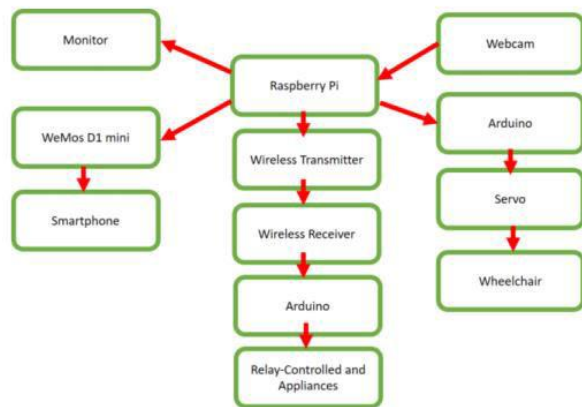 Monitor
Webcam
Raspberry Pi
WeMos D1 mini
Arduino
Wireless Transmitter
Smartphone
Servo
Wireless Receiver
Wheelchair
Arduino
Relay-Controlled and
Appliances